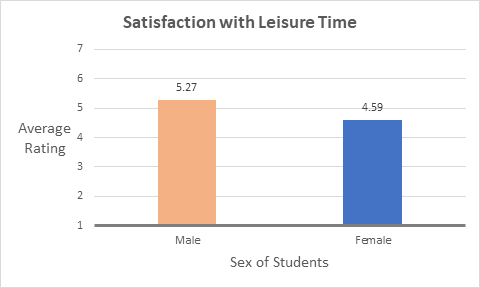 Satisfaction with Leisure Time
7
6
5
4
3
2
1
Average
Rating
5.27
4.59
Male
Female
Sex of Students